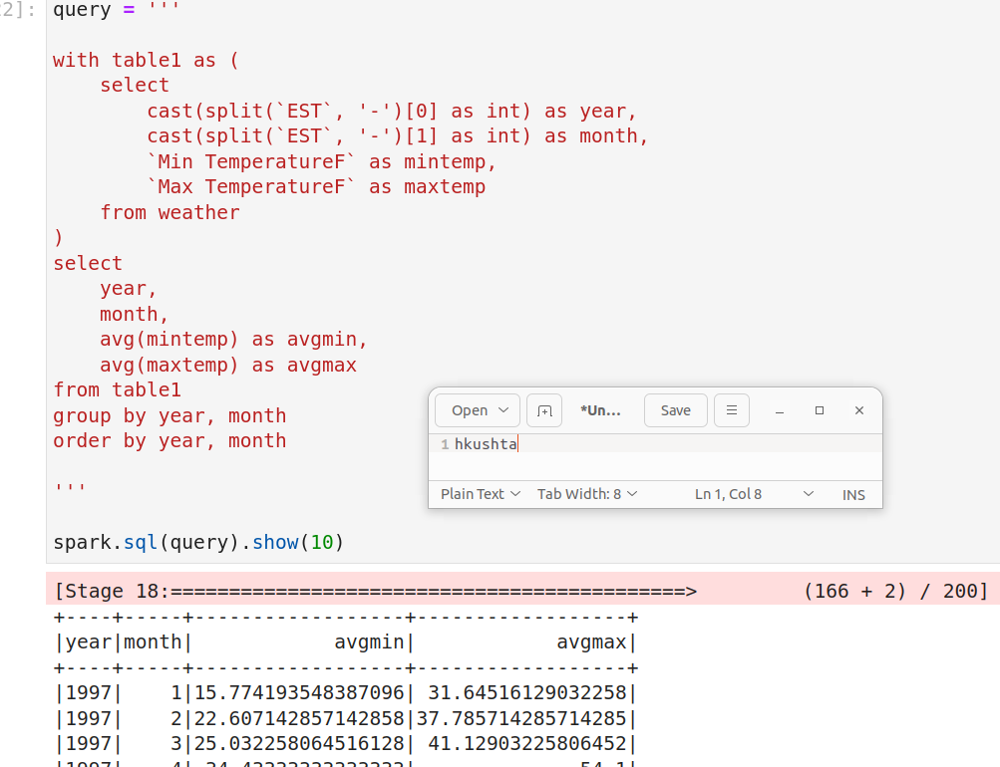 2]:
query = '''
with table1 as (
    select
        cast(split(`EST`, '-')[0] as int) as year,
        cast(split(`EST`, '-')[1] as int) as month,
        `Min TemperatureF` as mintemp,
        `Max TemperatureF` as maxtemp
    from weather
)
select
    year,
    month,
    avg(mintemp) as avgmin,
    avg(maxtemp) as avgmax
from table1
group by year, month
order by year, month
'''
spark.sql(query).show(10)
Open *Un... Save
1 hkushta
Plain Text Tab Width: 8 Ln 1, Col 8 INS
[Stage 18:============================================> (166 + 2) / 200]
+----+-----+------------------+------------------+
|year|month|            avgmin|            avgmax|
+----+-----+------------------+------------------+
|1997|    1|15.774193548387096| 31.64516129032258|
|1997|    2|22.607142857142858|37.785714285714285|
|1997|    3|25.032258064516128| 41.12903225806452|